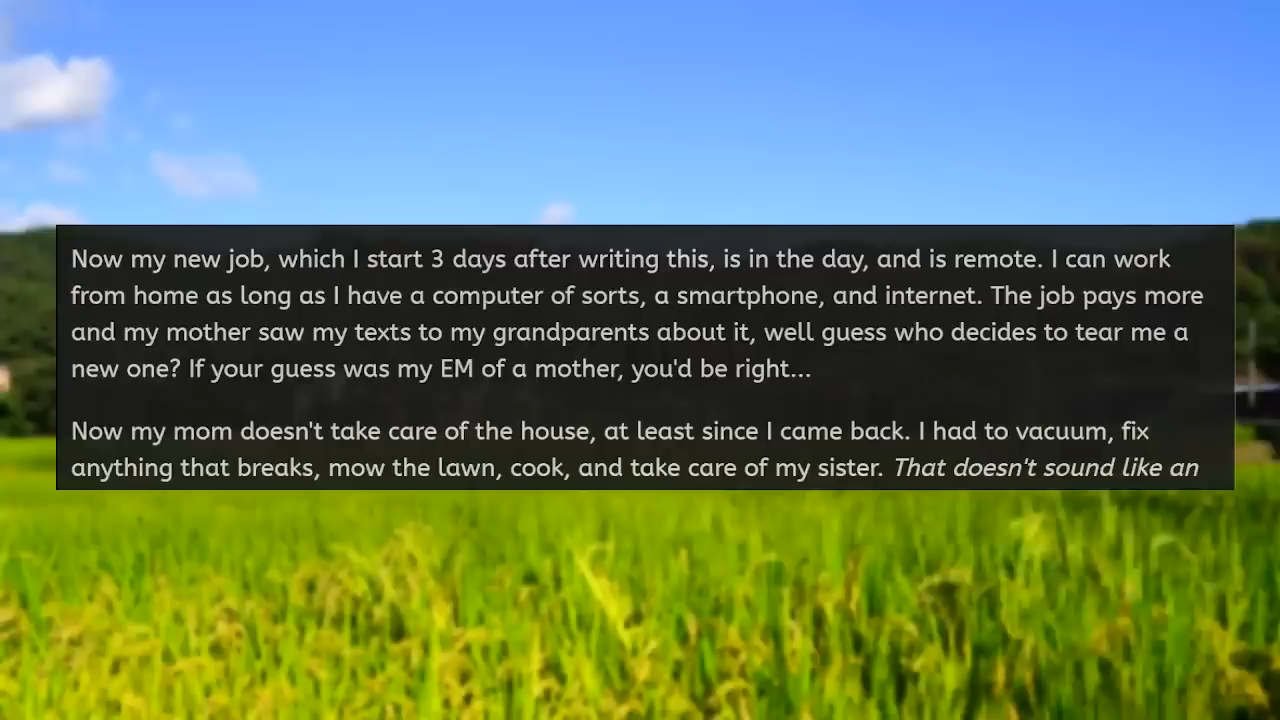 Now my new job, which I start 3 days after writing this, is in the day, and is remote. I can work
from home as long as I have a computer of sorts, a smartphone, and internet. The job pays more
and my mother saw my texts to my grandparents about it, well guess who decides to tear me a
new one? If your guess was my EM of a mother, you'd be right...
Now my mom doesn't take care of the house, at least since I came back. I had to vacuum, fix
anything that breaks, mow the lawn, cook, and take care of my sister. That doesn't sound like an